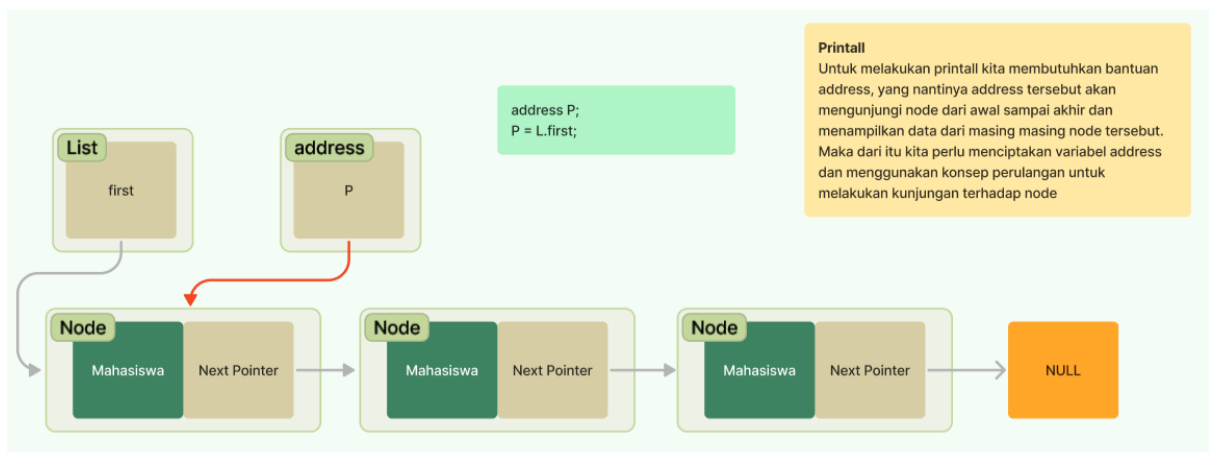 Printall
Untuk melakukan printall kita membutuhkan bantuan
address, yang nantinya address tersebut akan
mengunjungi node dari awal sampai akhir dan
menampilkan data dari masing masing node tersebut.
Maka dari itu kita perlu menciptakan variabel address
dan menggunakan konsep perulangan untuk
melakukan kunjungan terhadap node
address P;
P = L.first;
List
first
address
P
Node
Mahasiswa
Next Pointer
Node
Mahasiswa
Next Pointer
Node
Mahasiswa
Next Pointer
NULL